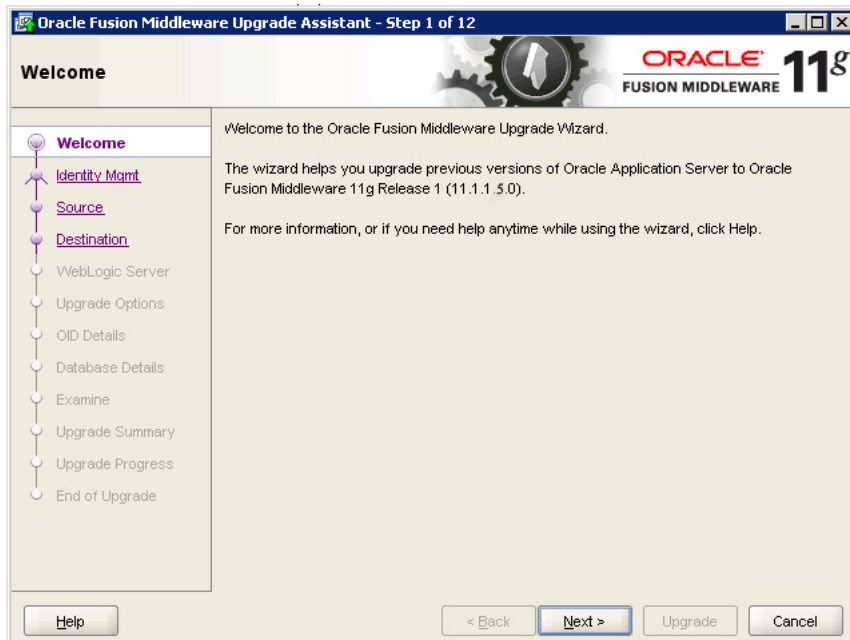 Oracle Fusion Middleware Upgrade Assistant - Step 1 of 12
Welcome
ORACLE
FUSION MIDDLEWARE
11g
Welcome
Identity Mgmt
Source
Destination
WebLogic Server
Upgrade Options
OID Details
Database Details
Examine
Upgrade Summary
Upgrade Progress
End of Upgrade
Welcome to the Oracle Fusion Middleware Upgrade Wizard.
The wizard helps you upgrade previous versions of Oracle Application Server to Oracle
Fusion Middleware 11g Release 1 (11.1.1.5.0).
For more information, or if you need help anytime while using the wizard, click Help.
Help
< Back
Next >
Upgrade
Cancel